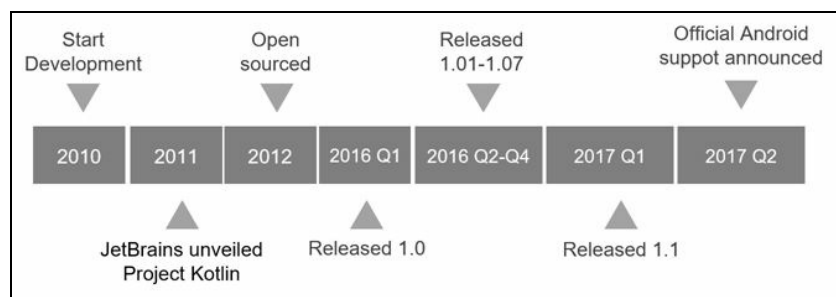 Start
Development
Open
sourced
Released
1.01-1.07
Official Android
suppot announced
2010
2011
2012
2016 Q1
2016 Q2-Q4
2017 Q1
2017 Q2
JetBrains unveiled
Project Kotlin
Released 1.0
Released 1.1